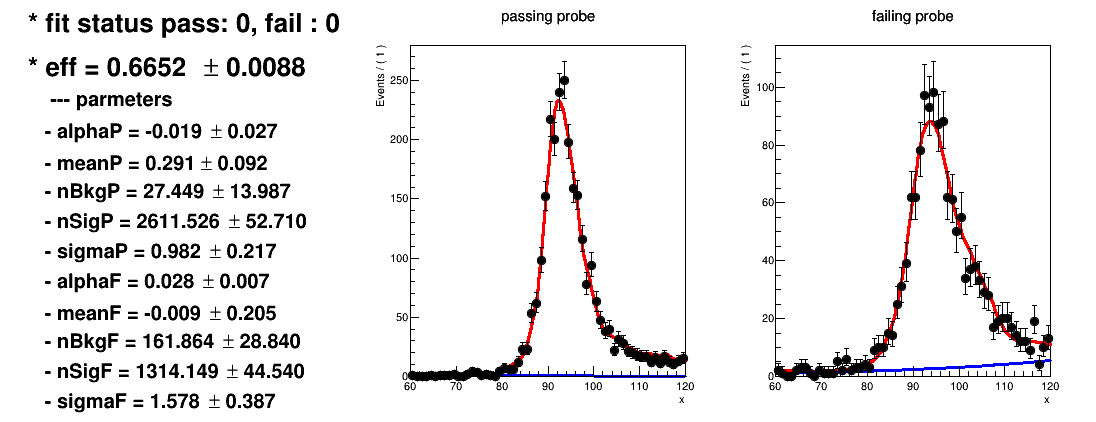 * fit status pass: 0, fail : 0
* eff = 0.6652 ± 0.0088
--- parmeters
- alphaP = -0.019 ± 0.027
- meanP = 0.291 ± 0.092
- nBkgP = 27.449 ± 13.987
- nSigP = 2611.526 ± 52.710
- sigmaP = 0.982 ± 0.217
- alphaF = 0.028 ± 0.007
- meanF = -0.009 ± 0.205
- nBkgF = 161.864 ± 28.840
- nSigF = 1314.149 ± 44.540
- sigmaF = 1.578 ± 0.387
passing probe
Events / ( 1 )
250
200
150
100
50
0
60 70 80 90 100 110 120
x
failing probe
Events / ( 1 )
100
80
60
40
20
0
60 70 80 90 100 110 120
x